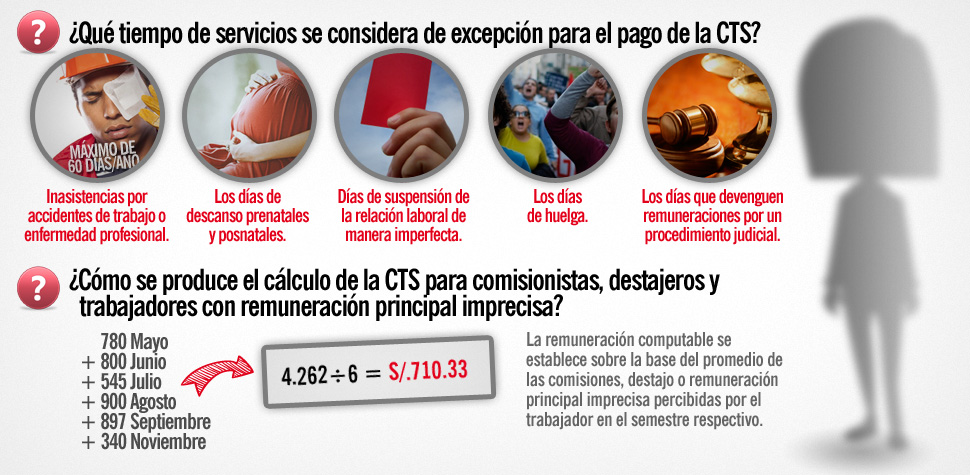 ?
¿Qué tiempo de servicios se considera de excepción para el pago de la CTS?
MÁXIMO DE
60 DÍAS/AÑO
Inasistencias por
accidentes de trabajo o
enfermedad profesional.
Los días de
descanso prenatales
y posnatales.
Días de suspensión de
la relación laboral de
manera imperfecta.
Los días
de huelga.
Los días que devenguen
remuneraciones por un
procedimiento judicial.
?
¿Cómo se produce el cálculo de la CTS para comisionistas, destajeros y
trabajadores con remuneración principal imprecisa?
780 Mayo
+ 800 Junio
+ 545 Julio
+ 900 Agosto
+ 897 Septiembre
+ 340 Noviembre
4.262÷6 = S/.710.33
La remuneración computable se
establece sobre la base del promedio de
las comisiones, destajo o remuneración
principal imprecisa percibidas por el
trabajador en el semestre respectivo.